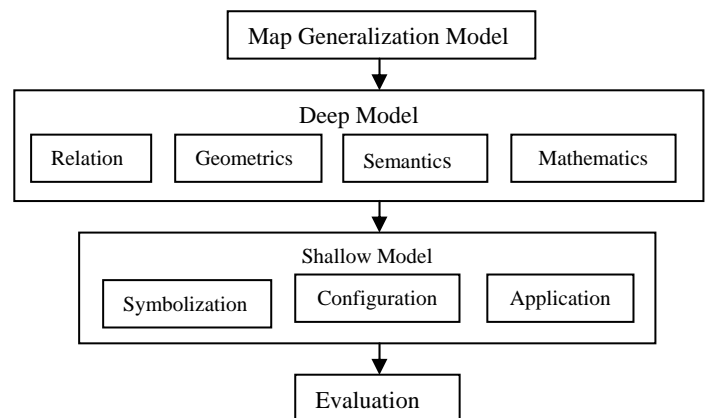 Map Generalization Model
Deep Model
Relation
Geometrics
Semantics
Mathematics
Shallow Model
Symbolization
Configuration
Application
Evaluation